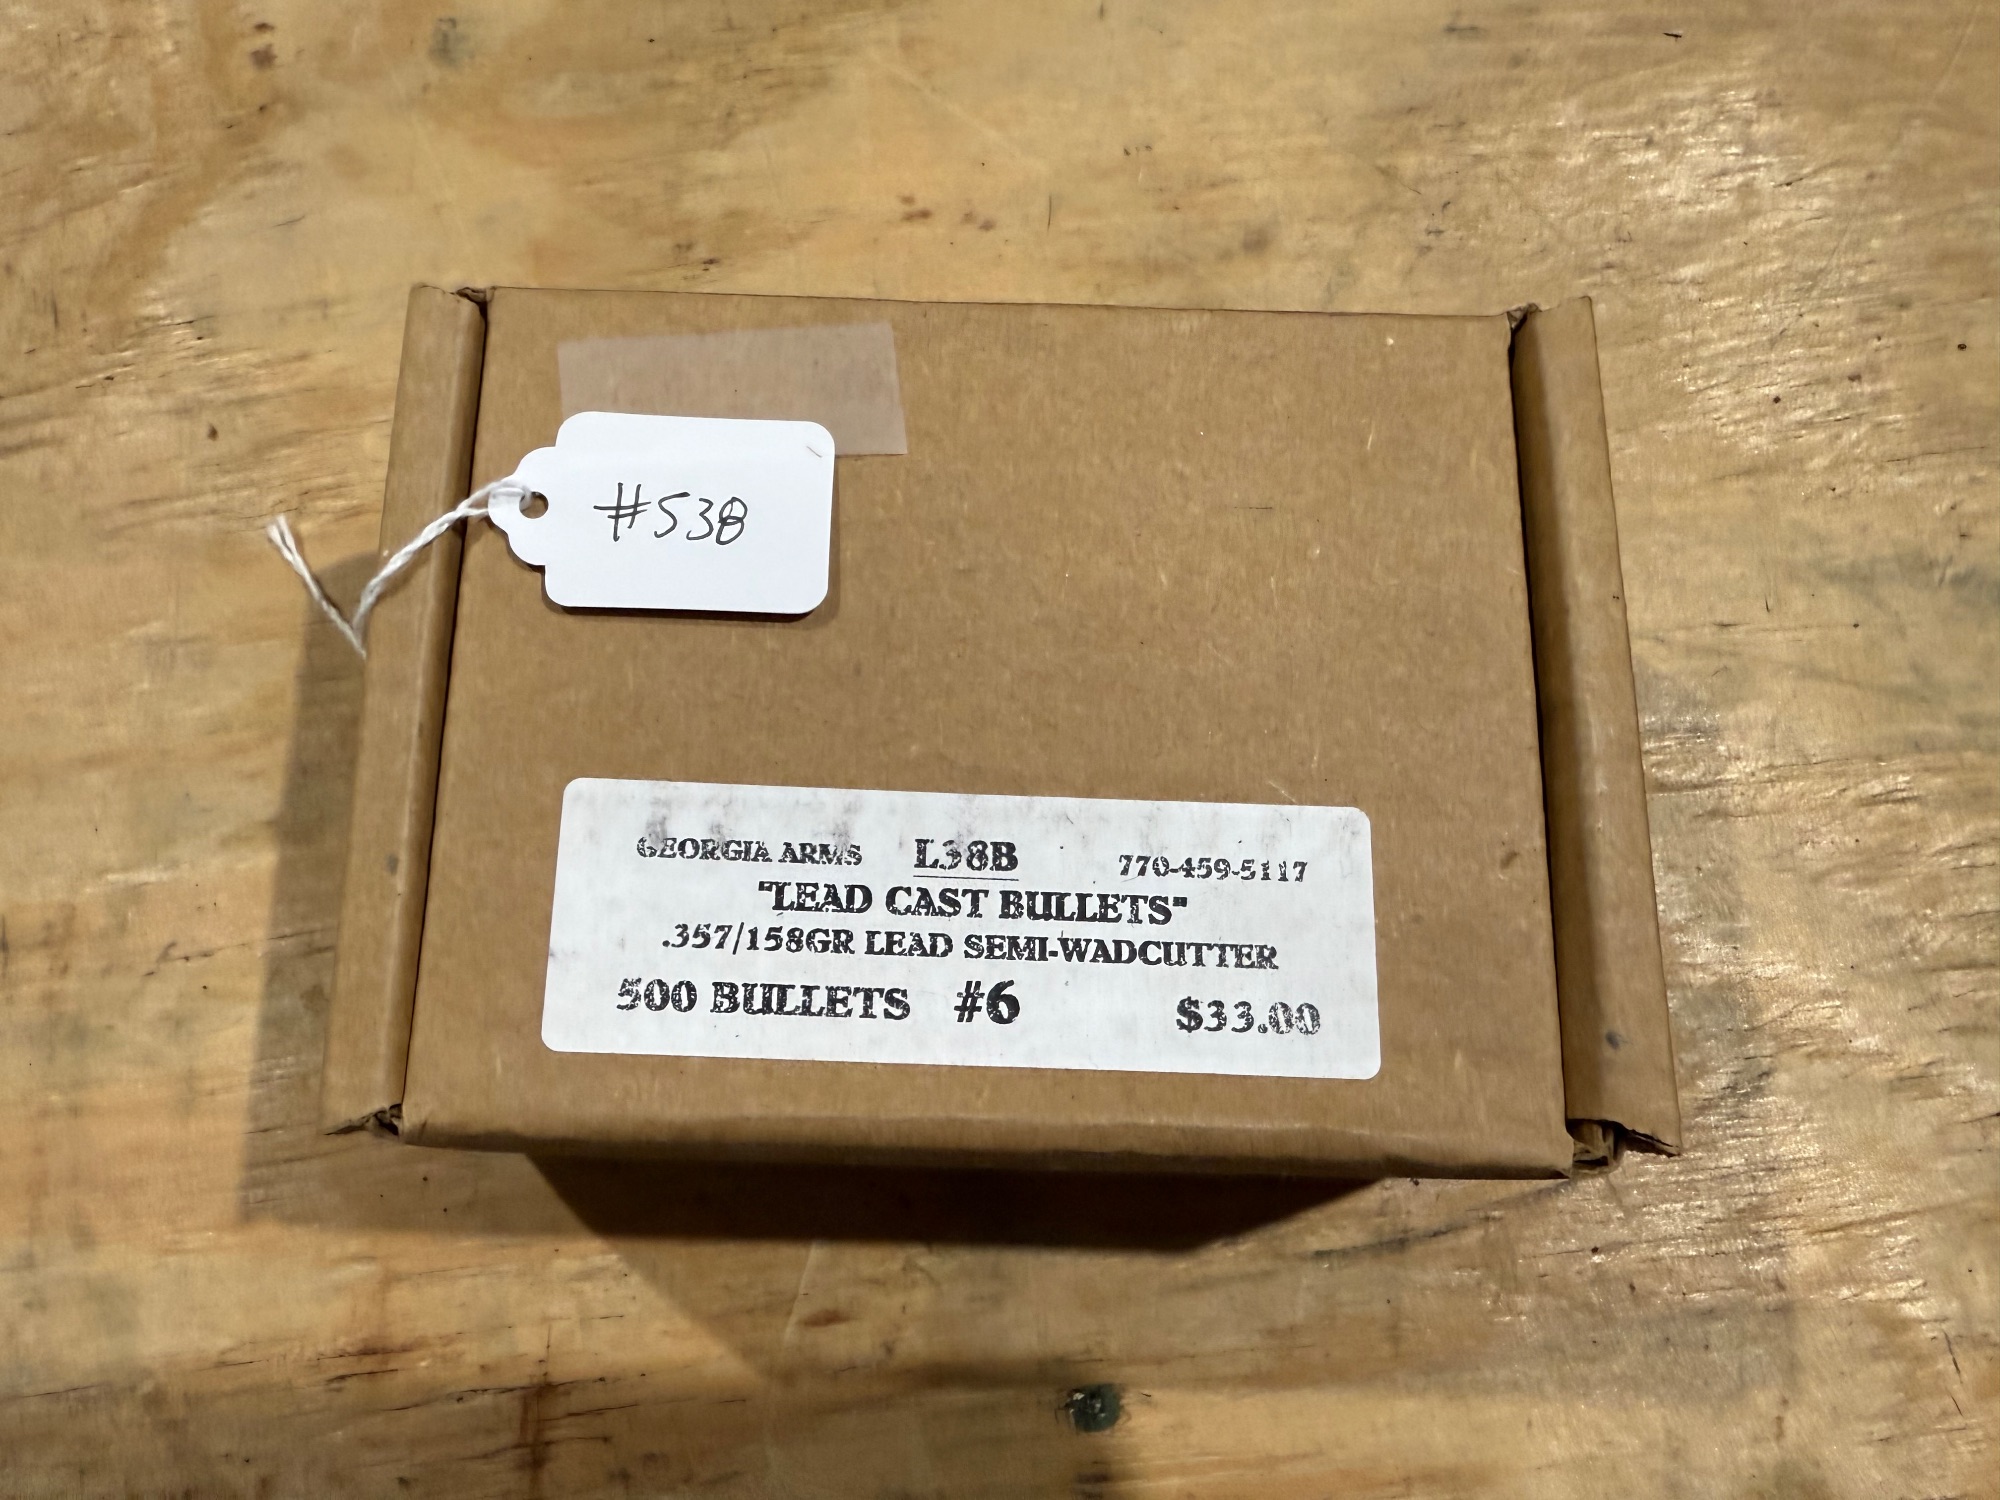 #538
GEORGIA ARMS L38B 770-459-5117
"LEAD CAST BULLETS"
.357/158GR LEAD SEMI-WADCUTTER
500 BULLETS #6 $33.00